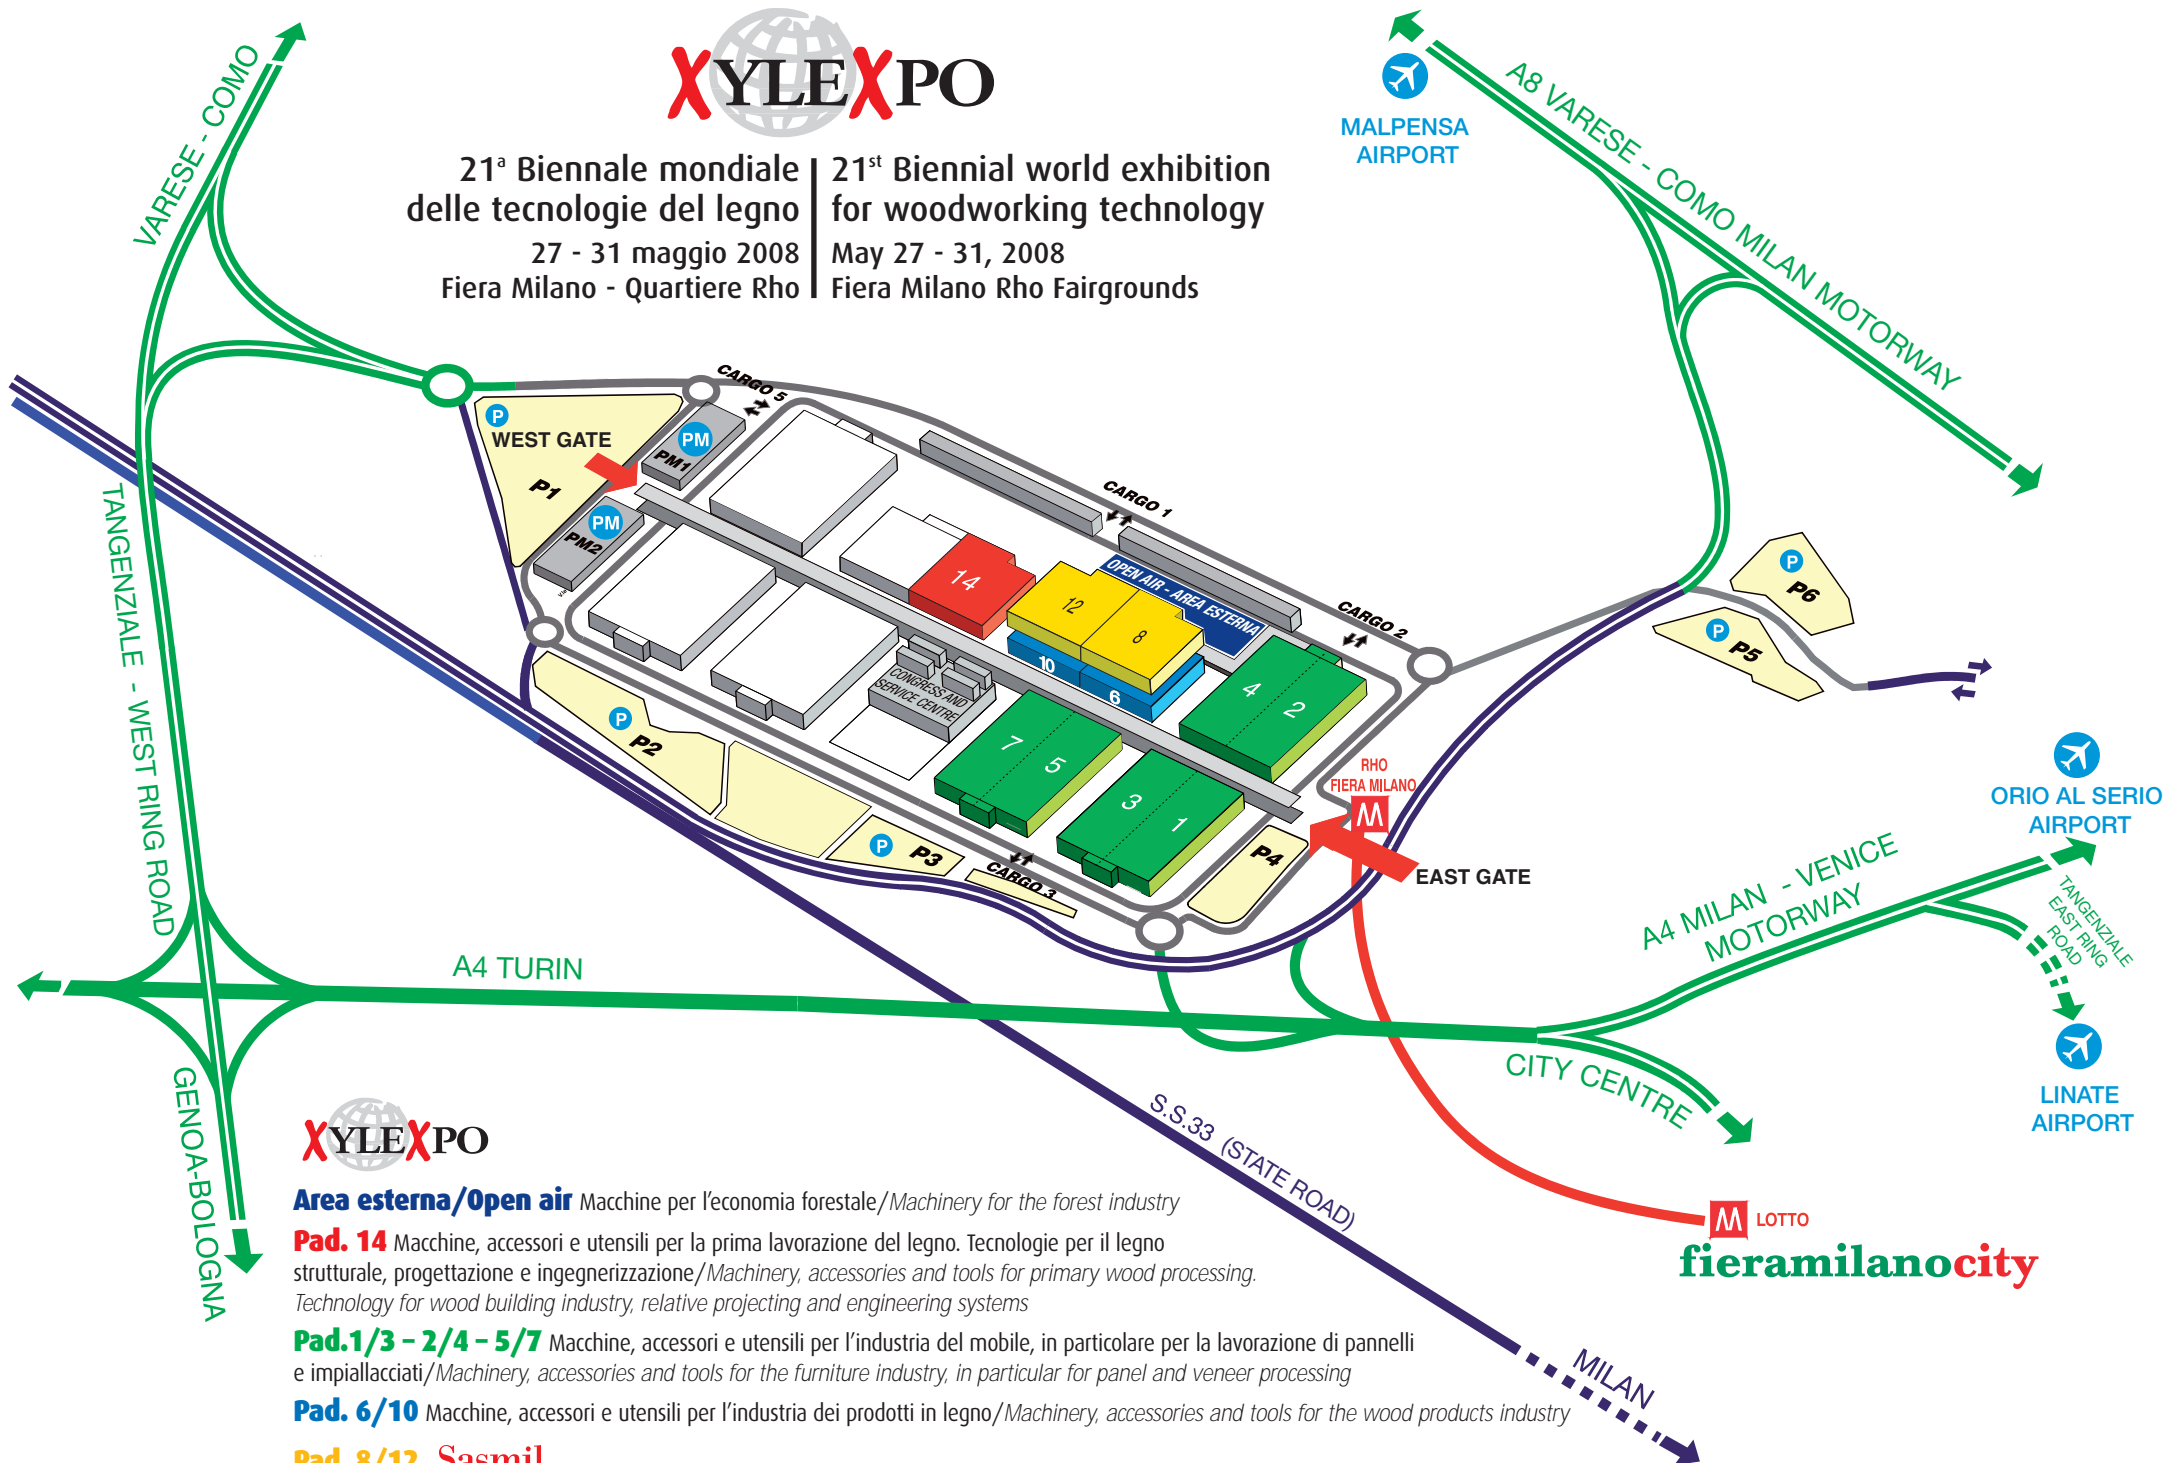 XYLEXPO
21ª Biennale mondiale
delle tecnologie del legno
27 - 31 maggio 2008
Fiera Milano - Quartiere Rho
21st Biennial world exhibition
for woodworking technology
May 27 - 31, 2008
Fiera Milano Rho Fairgrounds
VARESE - COMO
MALPENSA
AIRPORT
A8 VARESE - COMO MILAN MOTORWAY
CARGO 5
P
WEST GATE
P1
PM
PM1
PM
PM2
CARGO 1
CARGO 2
OPEN AIR - AREA ESTERNA
14
12
8
10
6
4
2
CONGRESS AND
SERVICE CENTRE
7
5
3
1
P
P2
P
P3
CARGO 3
P4
P
P6
P
P5
RHO
FIERA MILANO
M
EAST GATE
TANGENZIALE - WEST RING ROAD
ORIO AL SERIO
AIRPORT
A4 MILAN - VENICE
MOTORWAY
TANGENZIALE
EAST RING
ROAD
LINATE
AIRPORT
A4 TURIN
CITY CENTRE
GENOA-BOLOGNA
S.S.33 (STATE ROAD)
MILAN
M LOTTO
fieramilanocity
XYLEXPO
Area esterna/Open air Macchine per l'economia forestale/Machinery for the forest industry
Pad. 14 Macchine, accessori e utensili per la prima lavorazione del legno. Tecnologie per il legno
strutturale, progettazione e ingegnerizzazione/Machinery, accessories and tools for primary wood processing.
Technology for wood building industry, relative projecting and engineering systems
Pad.1/3 – 2/4 – 5/7 Macchine, accessori e utensili per l'industria del mobile, in particolare per la lavorazione di pannelli
e impiallacciati/Machinery, accessories and tools for the furniture industry, in particular for panel and veneer processing
Pad. 6/10 Macchine, accessori e utensili per l'industria dei prodotti in legno/Machinery, accessories and tools for the wood products industry
Pad. 8/12 Sasmil